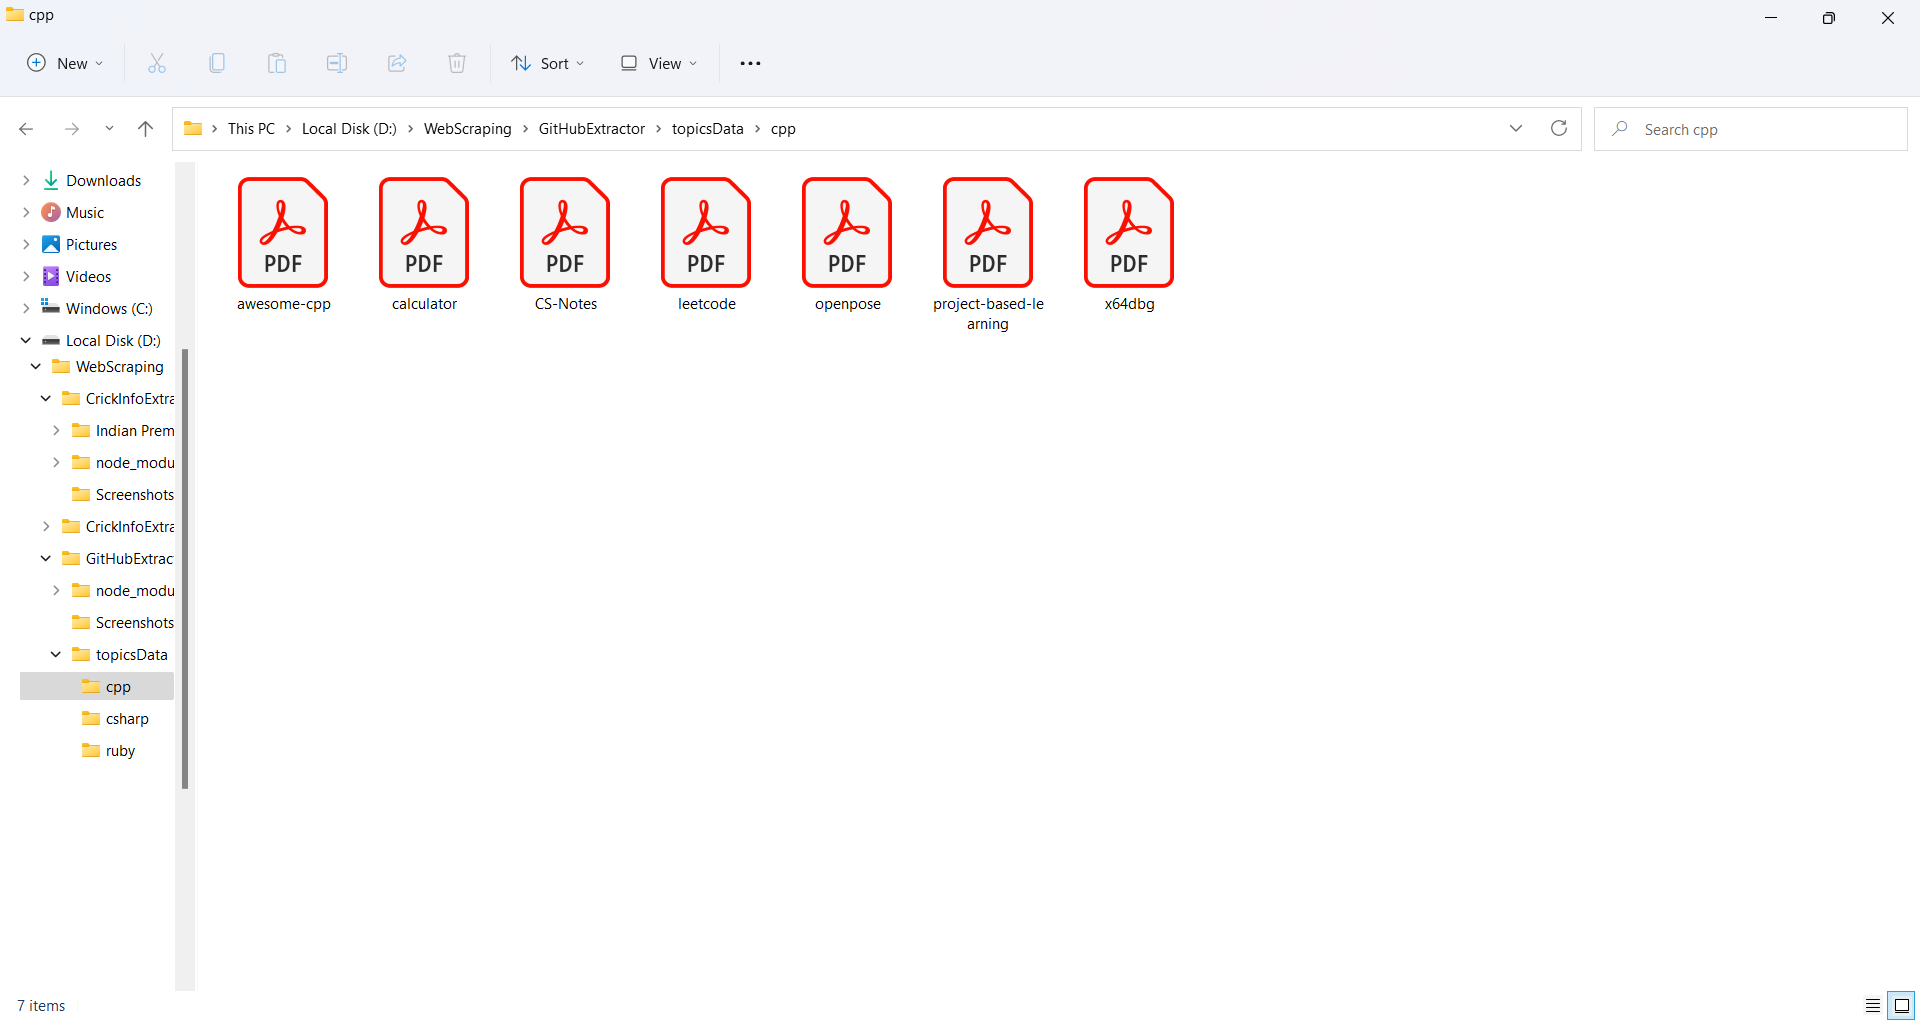 cpp
New
Sort
View
This PC > Local Disk (D:) > WebScraping > GitHubExtractor > topicsData > cpp
Search cpp
Downloads
Music
Pictures
Videos
Windows (C:)
Local Disk (D:)
WebScraping
CrickInfoExtra
Indian Prem
node_modu
Screenshots
CrickInfoExtra
GitHubExtrac
node_modu
Screenshots
topicsData
cpp
csharp
ruby
PDF
awesome-cpp
PDF
calculator
PDF
CS-Notes
PDF
leetcode
PDF
openpose
PDF
project-based-le
arning
PDF
x64dbg
7 items